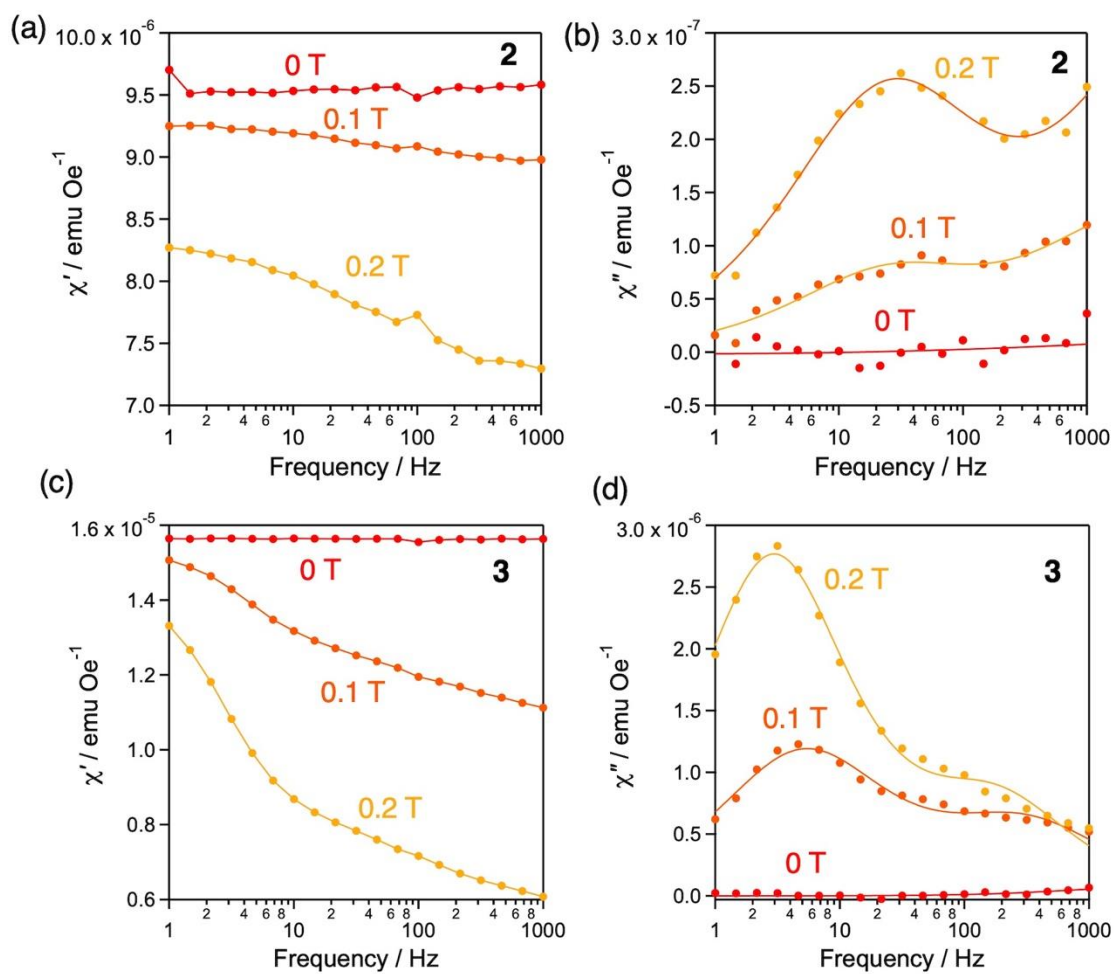 (a)
10.0 x 10⁻⁶
2
0 T
9.5
0.1 T
9.0
8.5
0.2 T
8.0
7.5
7.0
χ′ / emu Oe⁻¹
1 2 4 6 10 2 4 6 100 2 4 6 1000
Frequency / Hz
(b)
3.0 x 10⁻⁷
0.2 T
2
2.5
2.0
1.5
0.1 T
1.0
0.5
0 T
0.0
-0.5
χ″ / emu Oe⁻¹
1 2 4 6 10 2 4 6 100 2 4 6 1000
Frequency / Hz
(c)
1.6 x 10⁻⁵
0 T
3
1.4
1.2
0.1 T
1.0
0.2 T
0.8
0.6
χ′ / emu Oe⁻¹
1 2 4 6 8 10 2 4 6 8 100 2 4 6 8 1000
Frequency / Hz
(d)
3.0 x 10⁻⁶
0.2 T
3
2.5
2.0
1.5
0.1 T
1.0
0.5
0 T
0.0
χ″ / emu Oe⁻¹
1 2 4 6 8 10 2 4 6 8 100 2 4 6 8 1000
Frequency / Hz